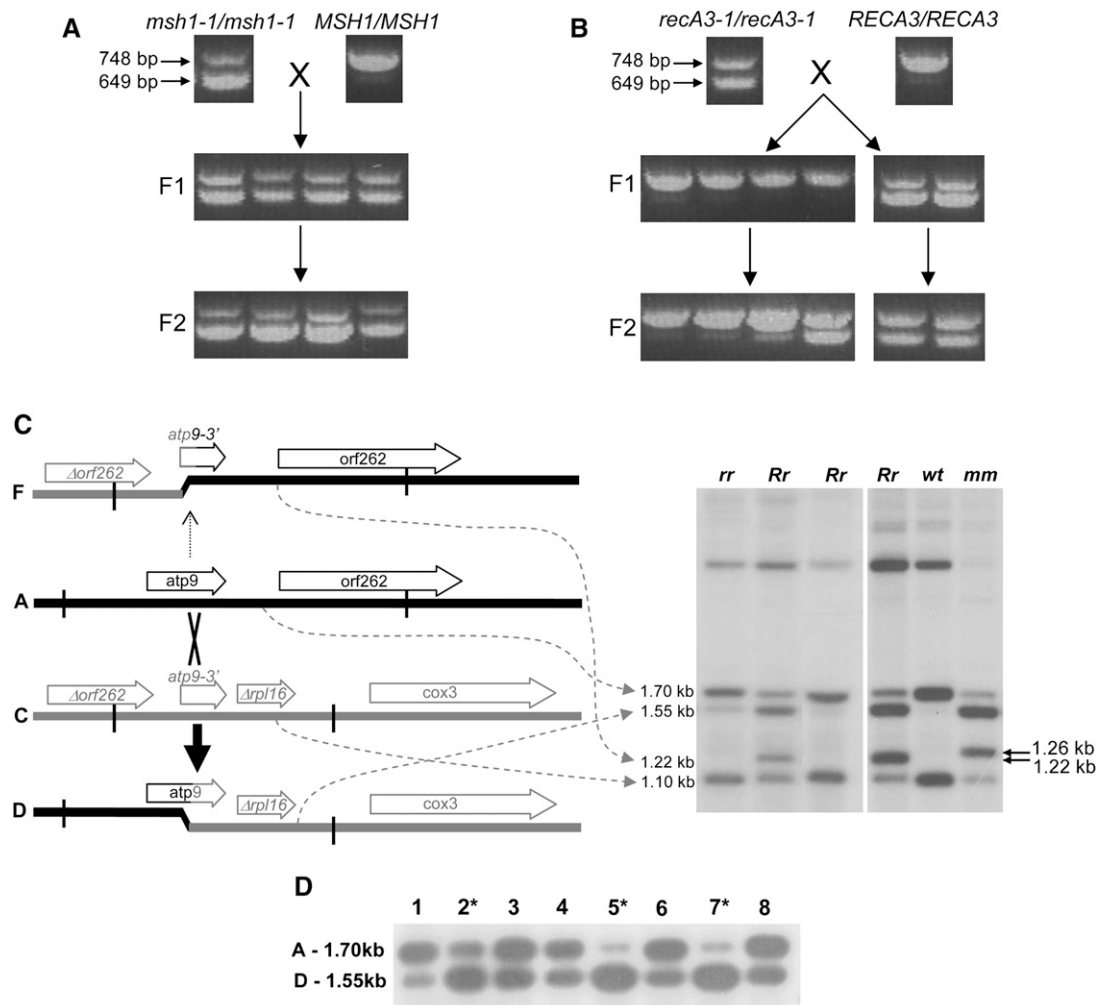 A
msh1-1/msh1-1 MSH1/MSH1
748 bp
649 bp
X
F1
F2
B
recA3-1/recA3-1 RECA3/RECA3
748 bp
649 bp
X
F1
F2
C
Δorf262 atp9-3' orf262
F
atp9 orf262
A
Δorf262 atp9-3' Δrpl16 cox3
C
atp9 Δrpl16 cox3
D
rr Rr Rr Rr wt mm
1.70 kb
1.55 kb
1.22 kb
1.10 kb
1.26 kb
1.22 kb
D
1 2* 3 4 5* 6 7* 8
A - 1.70kb
D - 1.55kb